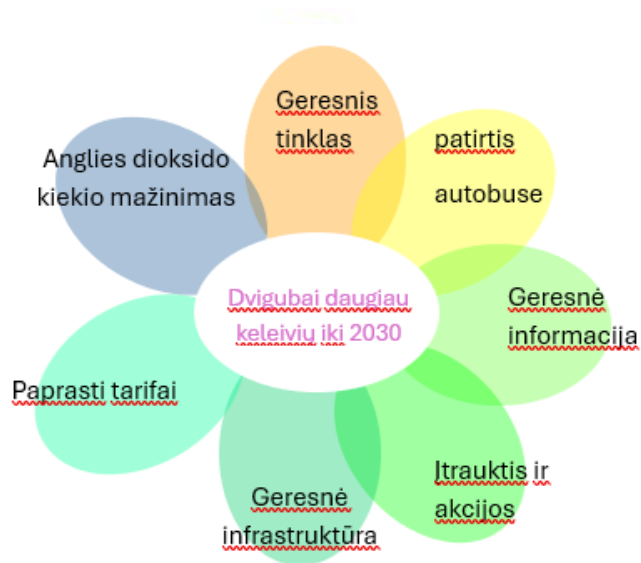 Geresnis
tinklas
patirtis
autobuse
Anglies dioksido
kiekio mažinimas
Dvigubai daugiau
keleivių iki 2030
Geresnė
informacija
Paprasti tarifai
Įtrauktis ir
akcijos
Geresnė
infrastruktūra